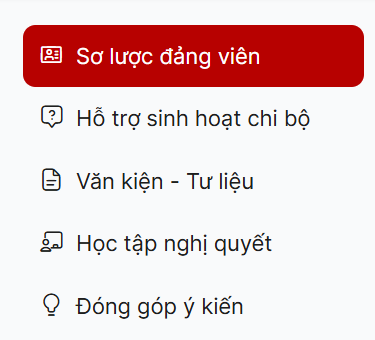 Sơ lược đảng viên
Hỗ trợ sinh hoạt chi bộ
Văn kiện - Tư liệu
Học tập nghị quyết
Đóng góp ý kiến